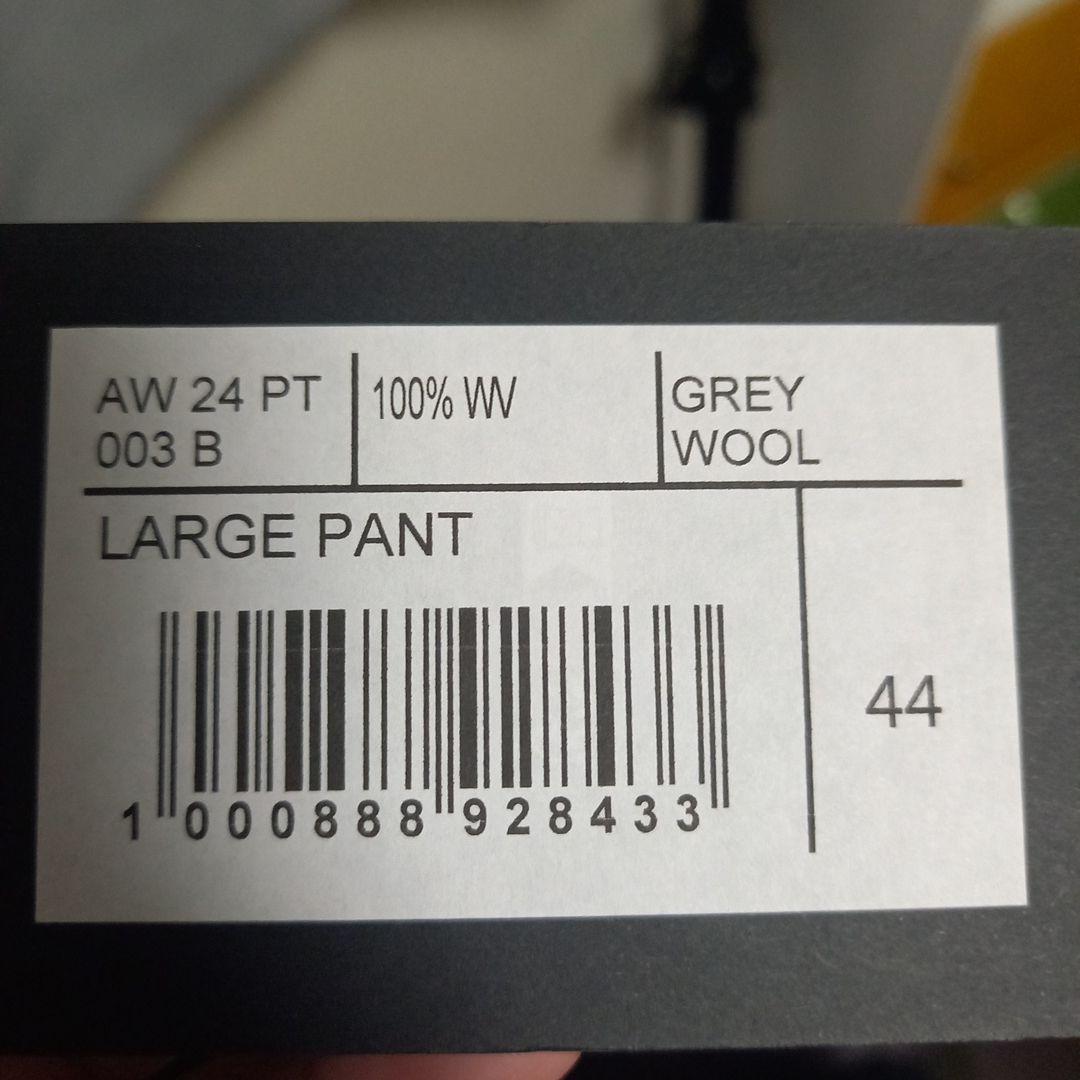 AW 24 PT
003 B
100% WV
GREY
WOOL
LARGE PANT
44
1 000888 928433